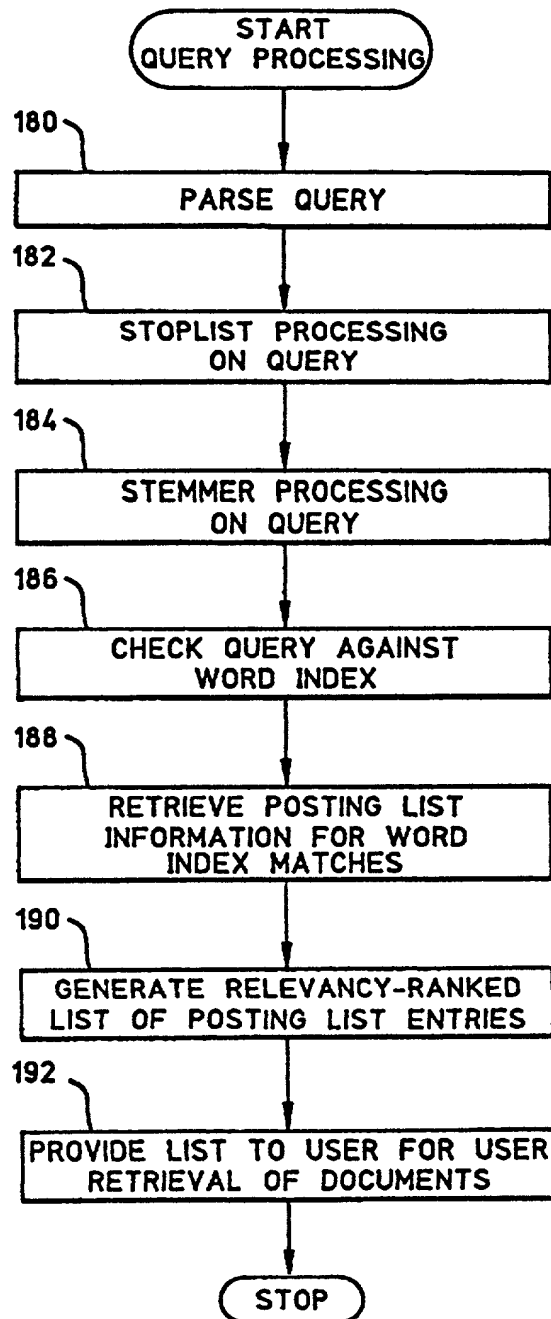 START
QUERY PROCESSING
180
PARSE QUERY
182
STOPLIST PROCESSING
ON QUERY
184
STEMMER PROCESSING
ON QUERY
186
CHECK QUERY AGAINST
WORD INDEX
188
RETRIEVE POSTING LIST
INFORMATION FOR WORD
INDEX MATCHES
190
GENERATE RELEVANCY-RANKED
LIST OF POSTING LIST ENTRIES
192
PROVIDE LIST TO USER FOR USER
RETRIEVAL OF DOCUMENTS
STOP